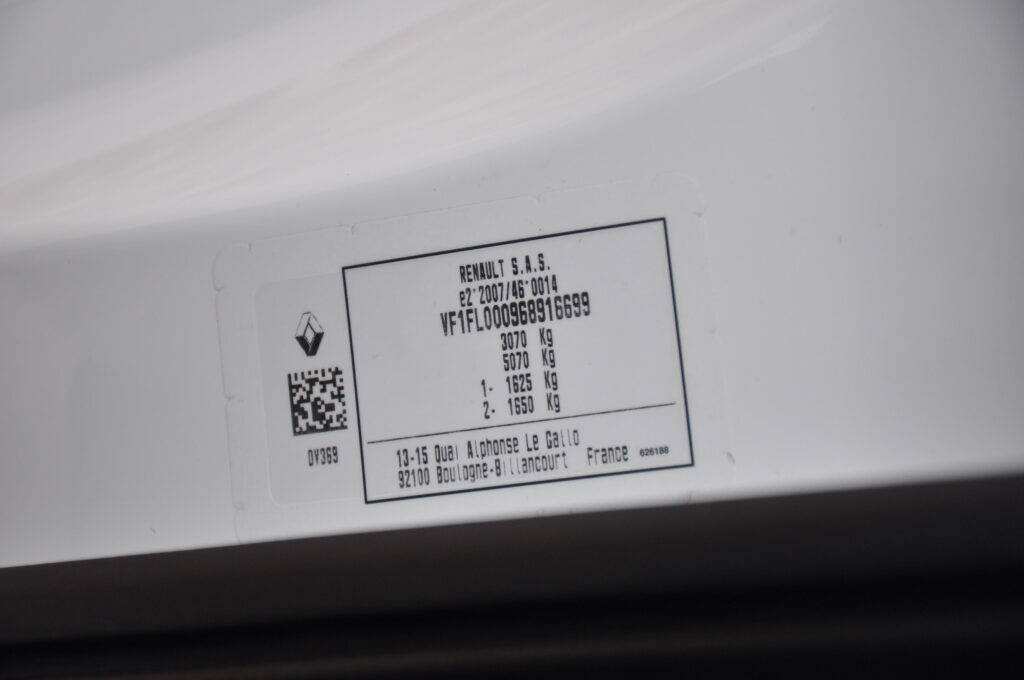 RENAULT S.A.S.
e2*2007/46*0014
VF1FL000968916699
3070 Kg
5070 Kg
1- 1625 Kg
2- 1650 Kg
13-15 Quai Alphonse Le Gallo
92100 Boulogne-Billancourt France 626188
DV369